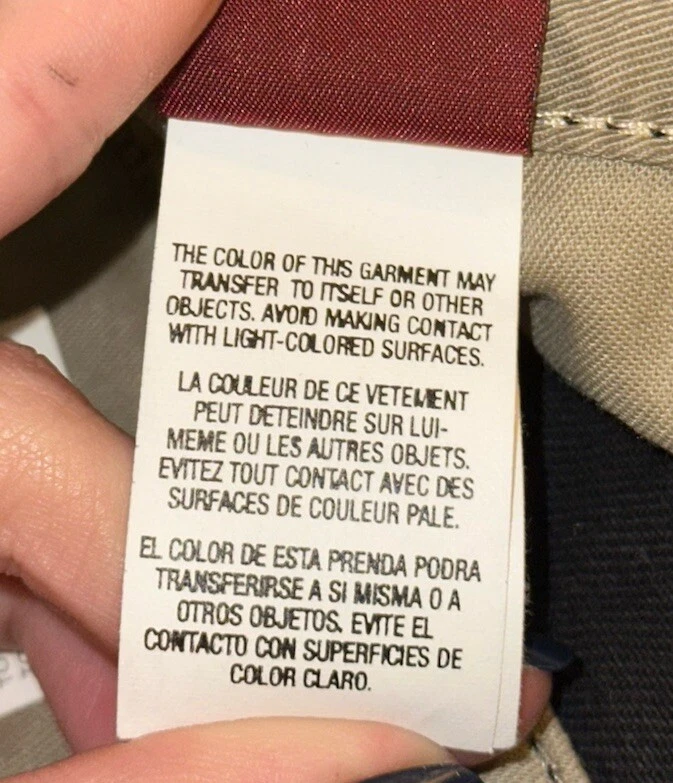 THE COLOR OF THIS GARMENT MAY
TRANSFER TO ITSELF OR OTHER
OBJECTS. AVOID MAKING CONTACT
WITH LIGHT-COLORED SURFACES.
LA COULEUR DE CE VETEMENT
PEUT DETEINDRE SUR LUI-
MEME OU LES AUTRES OBJETS.
EVITEZ TOUT CONTACT AVEC DES
SURFACES DE COULEUR PALE.
EL COLOR DE ESTA PRENDA PODRA
TRANSFERIRSE A SI MISMA O A
OTROS OBJETOS. EVITE EL
CONTACTO CON SUPERFICIES DE
COLOR CLARO.